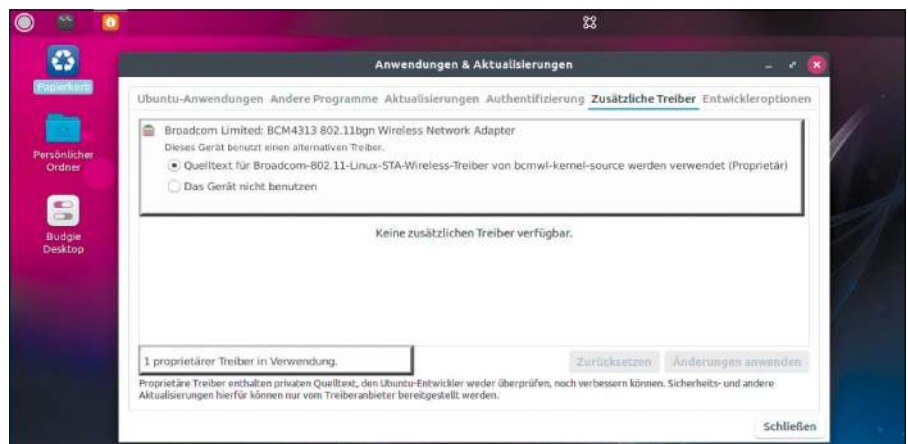 Papierkorb
Persönlicher
Ordner
Budgie
Desktop
Anwendungen & Aktualisierungen
Ubuntu-Anwendungen Andere Programme Aktualisierungen Authentifizierung Zusätzliche Treiber Entwickleroptionen
Broadcom Limited: BCM4313 802.11bgn Wireless Network Adapter
Dieses Gerät benutzt einen alternativen Treiber.
Quelltext für Broadcom-802.11-Linux-STA-Wireless-Treiber von bcmwl-kernel-source werden verwendet (Proprietär)
Das Gerät nicht benutzen
Keine zusätzlichen Treiber verfügbar.
1 proprietärer Treiber in Verwendung.
Zurücksetzen Änderungen anwenden
Proprietäre Treiber enthalten privaten Quelltext, den Ubuntu-Entwickler weder überprüfen, noch verbessern können. Sicherheits- und andere
Aktualisierungen hierfür können nur vom Treiberanbieter bereitgestellt werden.
Schließen